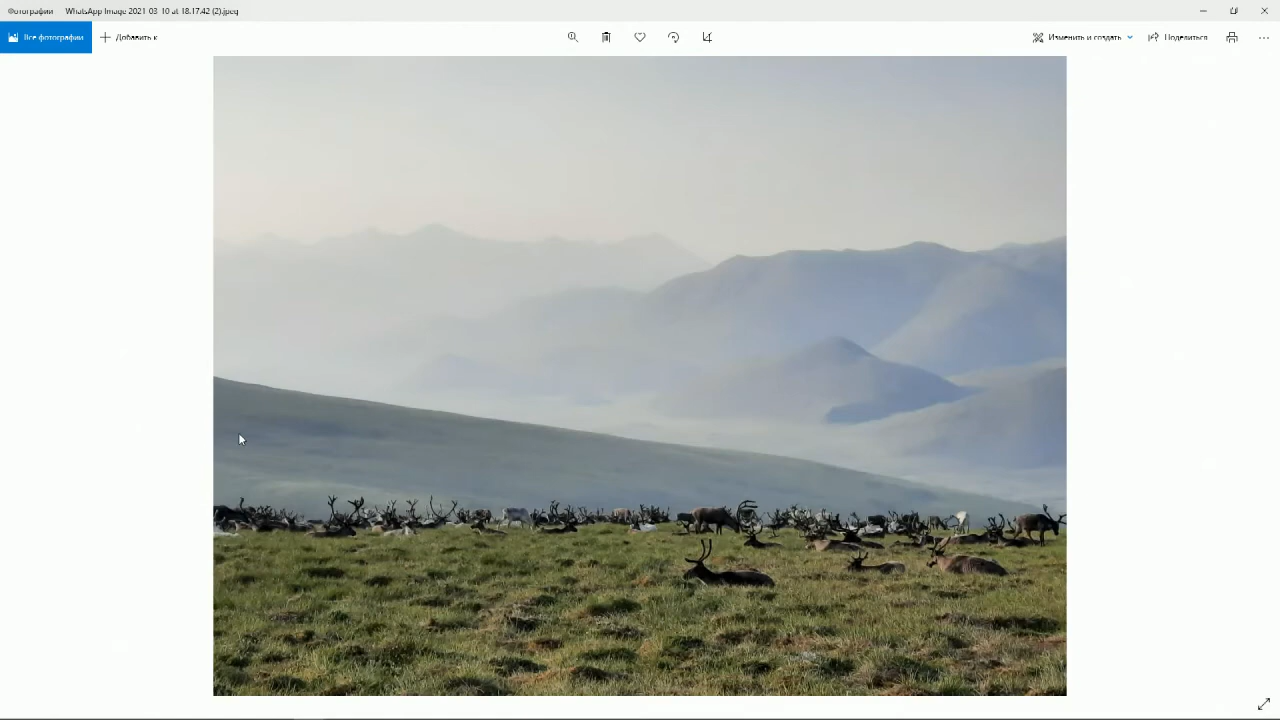 Фотографии WhatsApp Image 2021-03-10 at 18.17.42 (2).jpeg
Все фотографии Добавить к Изменить и создать Поделиться